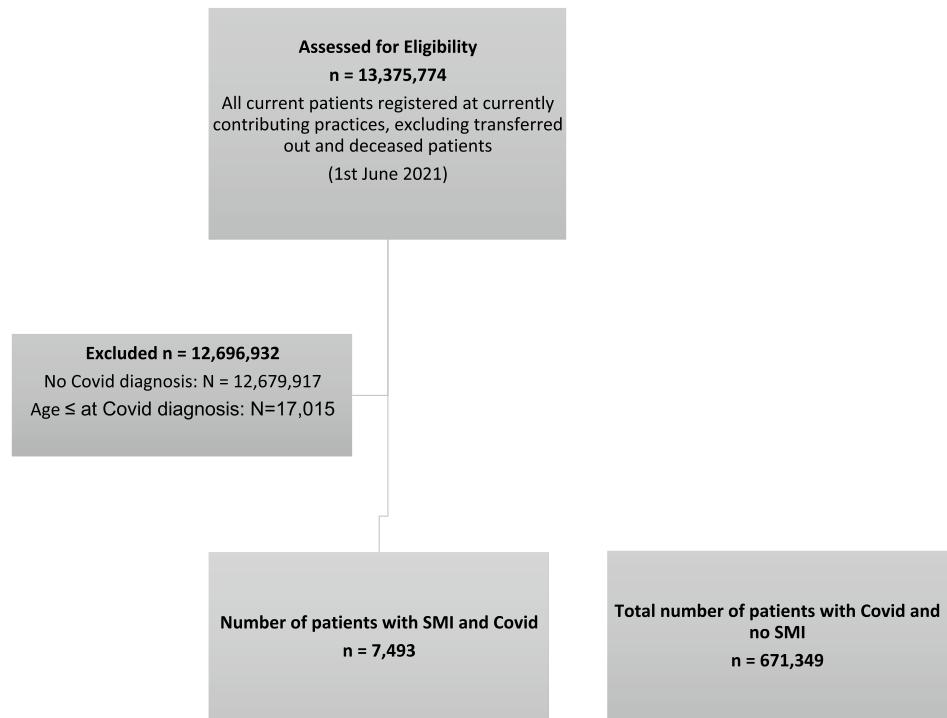 Assessed for Eligibility
n = 13,375,774
All current patients registered at currently
contributing practices, excluding transferred
out and deceased patients
(1st June 2021)
Excluded n = 12,696,932
No Covid diagnosis: N = 12,679,917
Age ≤ at Covid diagnosis: N=17,015
Number of patients with SMI and Covid
n = 7,493
Total number of patients with Covid and
no SMI
n = 671,349